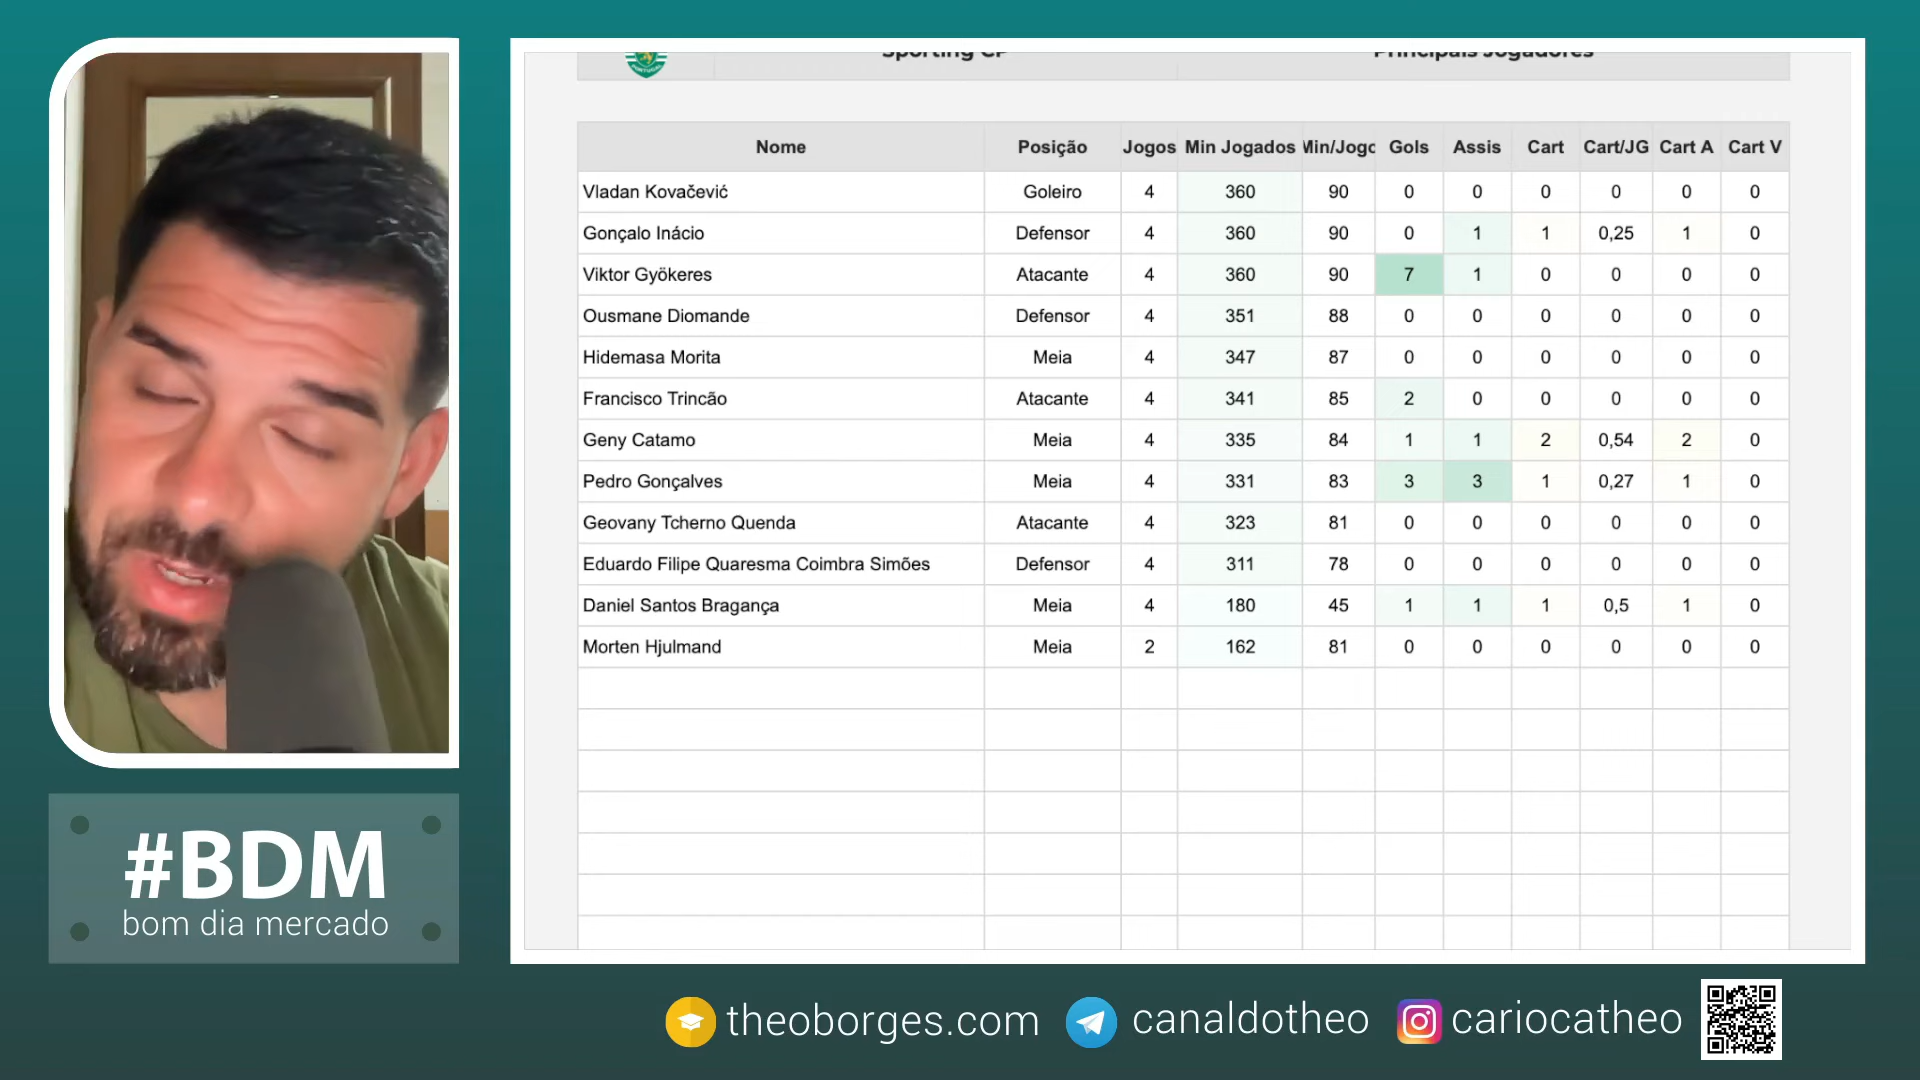 Sporting CP Principais Jogadores
Nome Posição Jogos Min Jogados Min/Jogo Gols Assis Cart Cart/JG Cart A Cart V
Vladan Kovačević Goleiro 4 360 90 0 0 0 0 0 0
Gonçalo Inácio Defensor 4 360 90 0 1 1 0,25 1 0
Viktor Gyökeres Atacante 4 360 90 7 1 0 0 0 0
Ousmane Diomande Defensor 4 351 88 0 0 0 0 0 0
Hidemasa Morita Meia 4 347 87 0 0 0 0 0 0
Francisco Trincão Atacante 4 341 85 2 0 0 0 0 0
Geny Catamo Meia 4 335 84 1 1 2 0,54 2 0
Pedro Gonçalves Meia 4 331 83 3 3 1 0,27 1 0
Geovany Tcherno Quenda Atacante 4 323 81 0 0 0 0 0 0
Eduardo Filipe Quaresma Coimbra Simões Defensor 4 311 78 0 0 0 0 0 0
Daniel Santos Bragança Meia 4 180 45 1 1 1 0,5 1 0
Morten Hjulmand Meia 2 162 81 0 0 0 0 0 0
#BDM
bom dia mercado
theoborges.com canaldotheo cariocatheo